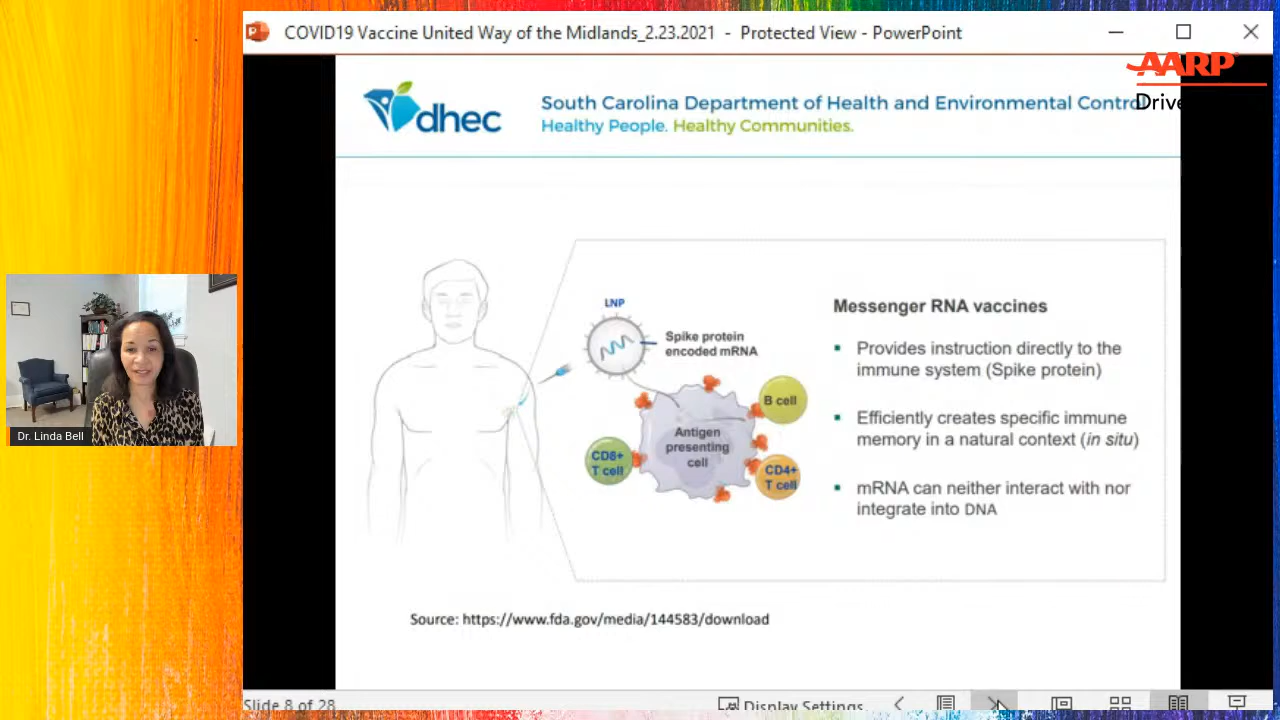 COVID19 Vaccine United Way of the Midlands_2.23.2021 - Protected View - PowerPoint
AARP
Drive
dhec
South Carolina Department of Health and Environmental Contro
Healthy People. Healthy Communities.
LNP
Spike protein
encoded mRNA
B cell
Antigen
presenting
cell
CD8+
T cell
CD4+
T cell
Messenger RNA vaccines
Provides instruction directly to the
immune system (Spike protein)
Efficiently creates specific immune
memory in a natural context (in situ)
mRNA can neither interact with nor
integrate into DNA
Dr. Linda Bell
Source: https://www.fda.gov/media/144583/download
Slide 8 of 28
Display Settings